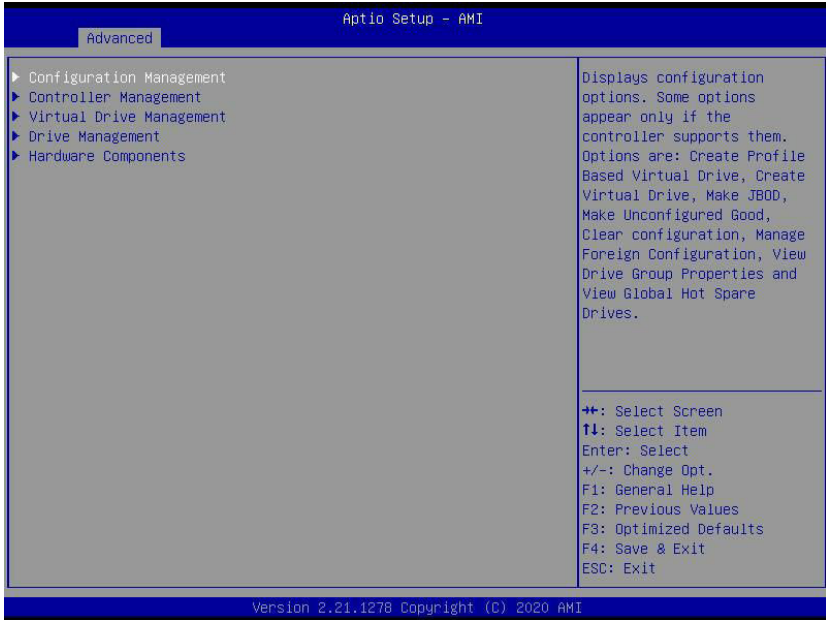 Aptio Setup – AMI
Advanced
▶ Configuration Management
▶ Controller Management
▶ Virtual Drive Management
▶ Drive Management
▶ Hardware Components
Displays configuration
options. Some options
appear only if the
controller supports them.
Options are: Create Profile
Based Virtual Drive, Create
Virtual Drive, Make JBOD,
Make Unconfigured Good,
Clear configuration, Manage
Foreign Configuration, View
Drive Group Properties and
View Global Hot Spare
Drives.
→←: Select Screen
↑↓: Select Item
Enter: Select
+/-: Change Opt.
F1: General Help
F2: Previous Values
F3: Optimized Defaults
F4: Save & Exit
ESC: Exit
Version 2.21.1278 Copyright (C) 2020 AMI